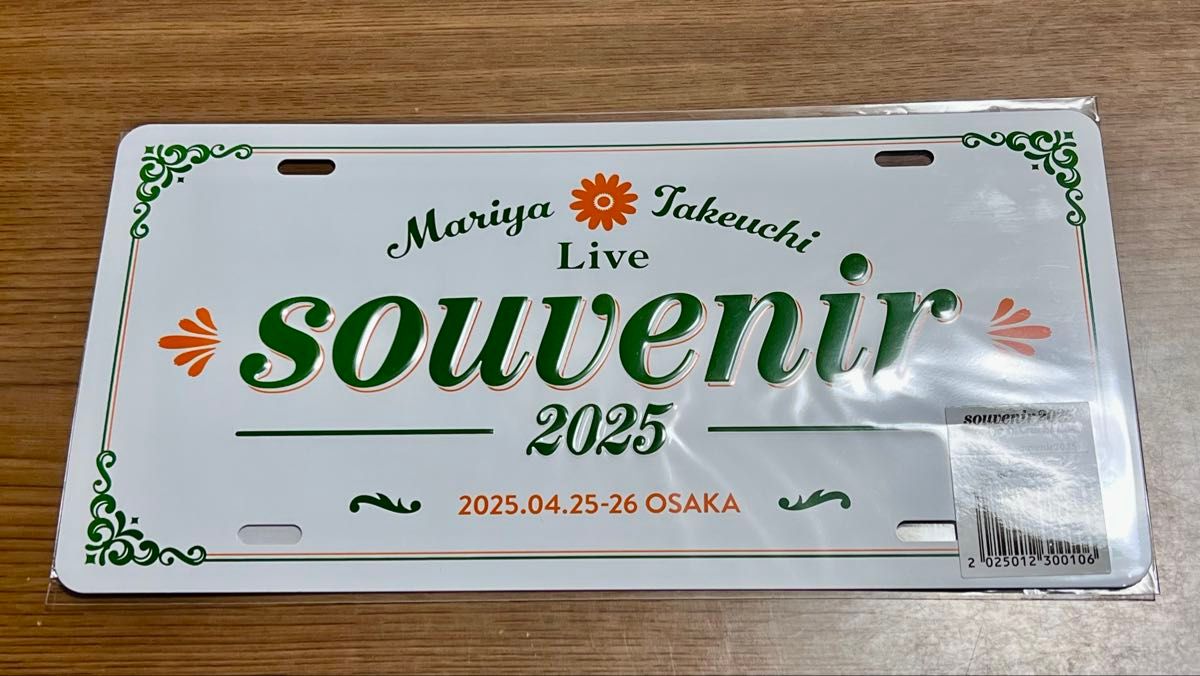 Mariya Takeuchi
Live
souvenir
2025
2025.04.25-26 OSAKA
souvenir2025
2 025012 300106